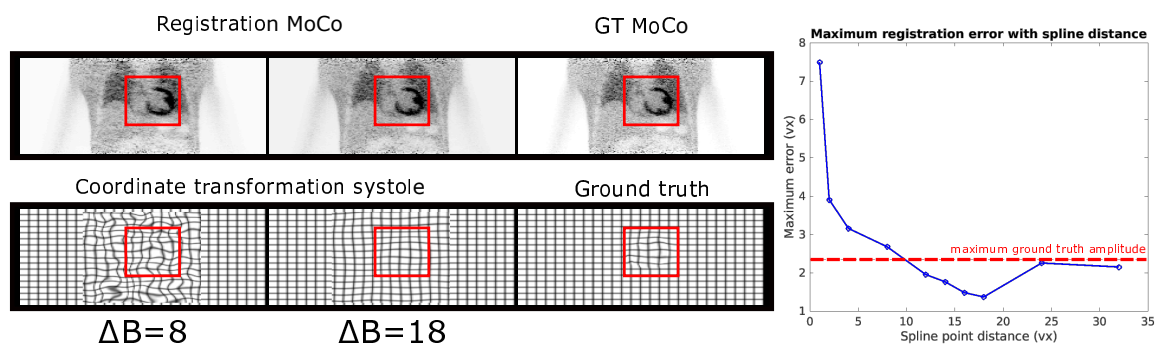 Registration MoCo
GT MoCo
Coordinate transformation systole
Ground truth
ΔB=8
ΔB=18
Maximum registration error with spline distance
Maximum error (vx)
8
7
6
5
4
3
2
1
maximum ground truth amplitude
0 5 10 15 20 25 30 35
Spline point distance (vx)